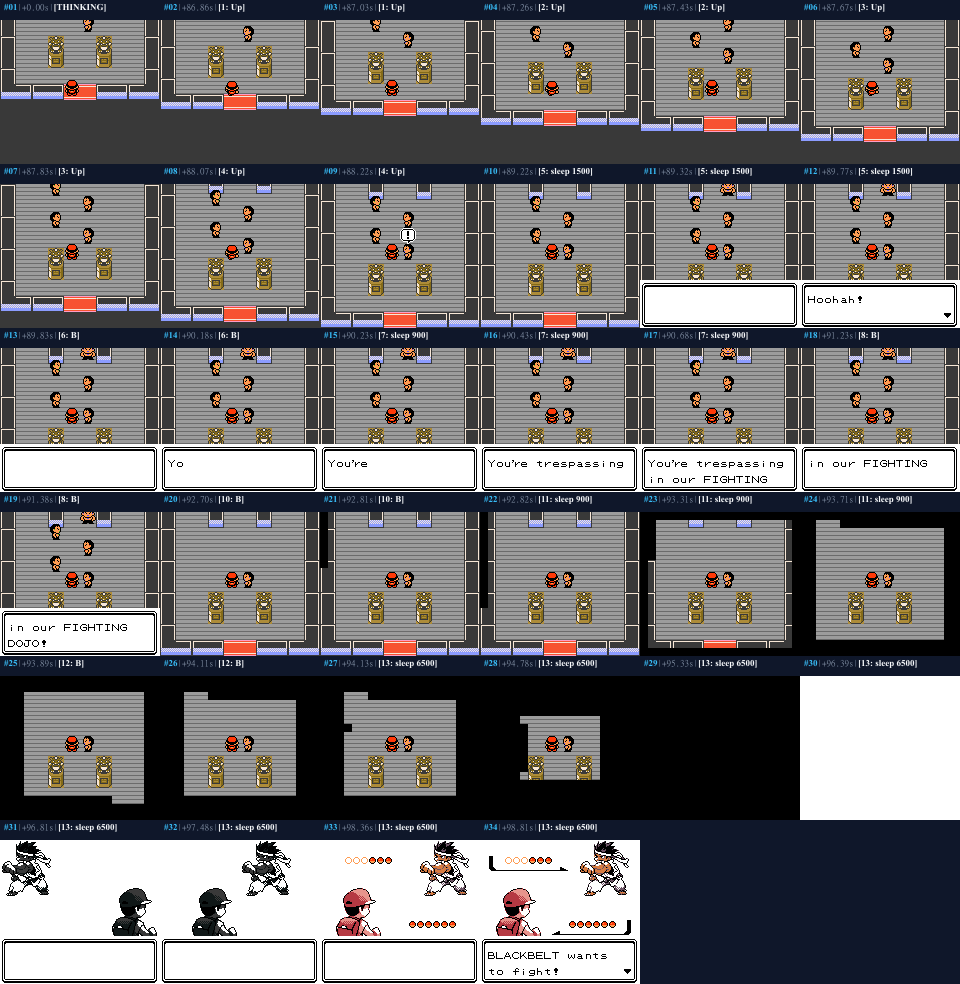 #01|+0.00s|[THINKING]
#02|+86.86s|[1: Up]
#03|+87.03s|[1: Up]
#04|+87.26s|[2: Up]
#05|+87.43s|[2: Up]
#06|+87.67s|[3: Up]
#07|+87.83s|[3: Up]
#08|+88.07s|[4: Up]
#09|+88.22s|[4: Up]
!
#10|+89.22s|[5: sleep 1500]
#11|+89.32s|[5: sleep 1500]
#12|+89.77s|[5: sleep 1500]
Hoohah!
#13|+89.83s|[6: B]
#14|+90.18s|[6: B]
Yo
#15|+90.23s|[7: sleep 900]
You're
#16|+90.43s|[7: sleep 900]
You're trespassing
#17|+90.68s|[7: sleep 900]
You're trespassing
in our FIGHTING
#18|+91.23s|[8: B]
in our FIGHTING
#19|+91.38s|[8: B]
in our FIGHTING
DOJO!
#20|+92.70s|[10: B]
#21|+92.81s|[10: B]
#22|+92.82s|[11: sleep 900]
#23|+93.31s|[11: sleep 900]
#24|+93.71s|[11: sleep 900]
#25|+93.89s|[12: B]
#26|+94.11s|[12: B]
#27|+94.13s|[13: sleep 6500]
#28|+94.78s|[13: sleep 6500]
#29|+95.33s|[13: sleep 6500]
#30|+96.39s|[13: sleep 6500]
#31|+96.81s|[13: sleep 6500]
#32|+97.48s|[13: sleep 6500]
#33|+98.36s|[13: sleep 6500]
#34|+98.81s|[13: sleep 6500]
BLACKBELT wants
to fight!